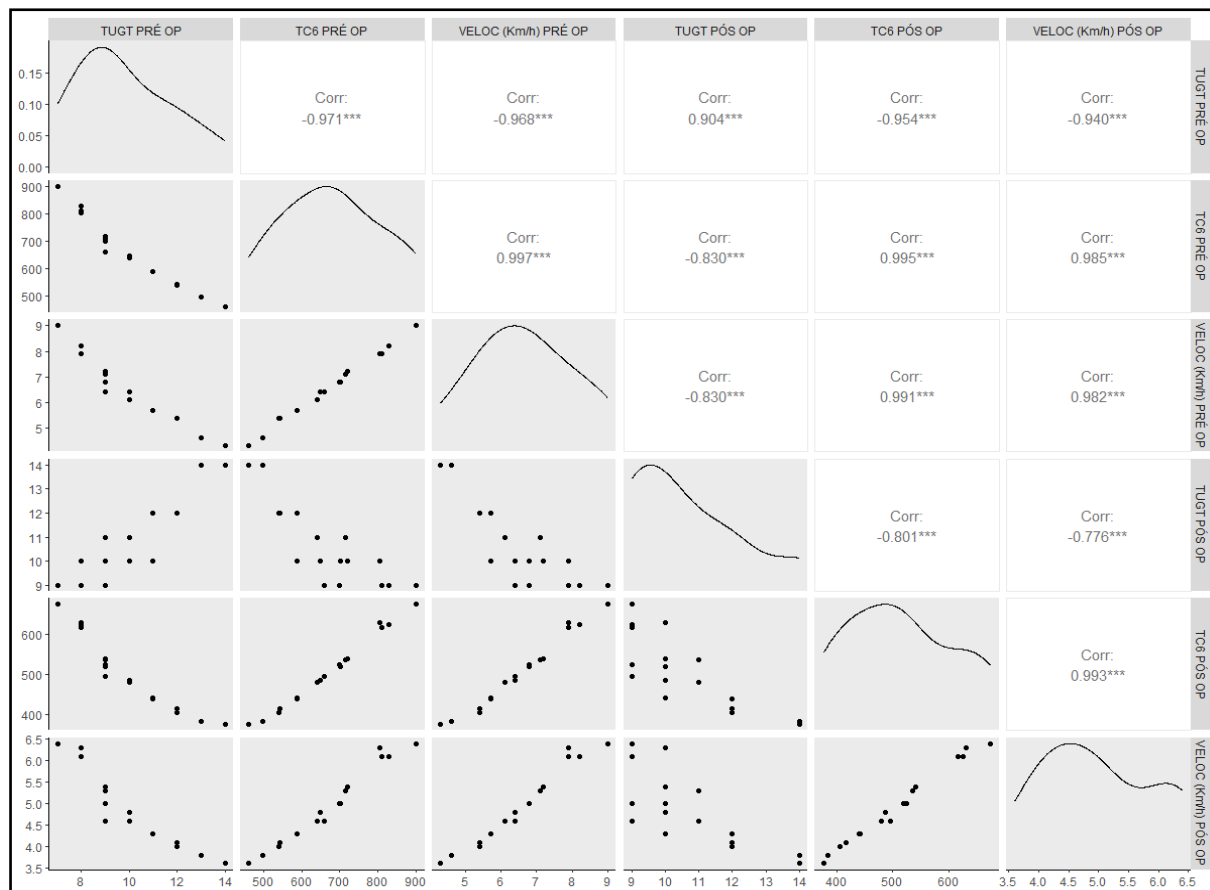 TUGT PRÉ OP
TC6 PRÉ OP
VELOC (Km/h) PRÉ OP
TUGT PÓS OP
TC6 PÓS OP
VELOC (Km/h) PÓS OP
0.15
0.10
0.05
0.00
Corr:
-0.971***
Corr:
-0.968***
Corr:
0.904***
Corr:
-0.954***
Corr:
-0.940***
TUGT PRÉ OP
900
800
700
600
500
Corr:
0.997***
Corr:
-0.830***
Corr:
0.995***
Corr:
0.985***
TC6 PRÉ OP
9
8
7
6
5
Corr:
-0.830***
Corr:
0.991***
Corr:
0.982***
VELOC (Km/h) PRÉ OP
14
13
12
11
10
9
Corr:
-0.801***
Corr:
-0.776***
TUGT PÓS OP
600
500
400
Corr:
0.993***
TC6 PÓS OP
6.5
6.0
5.5
5.0
4.5
4.0
3.5
VELOC (Km/h) PÓS OP
8 10 12 14
500 600 700 800 900
5 6 7 8 9
9 10 11 12 13 14
400 500 600
3.5 4.0 4.5 5.0 5.5 6.0